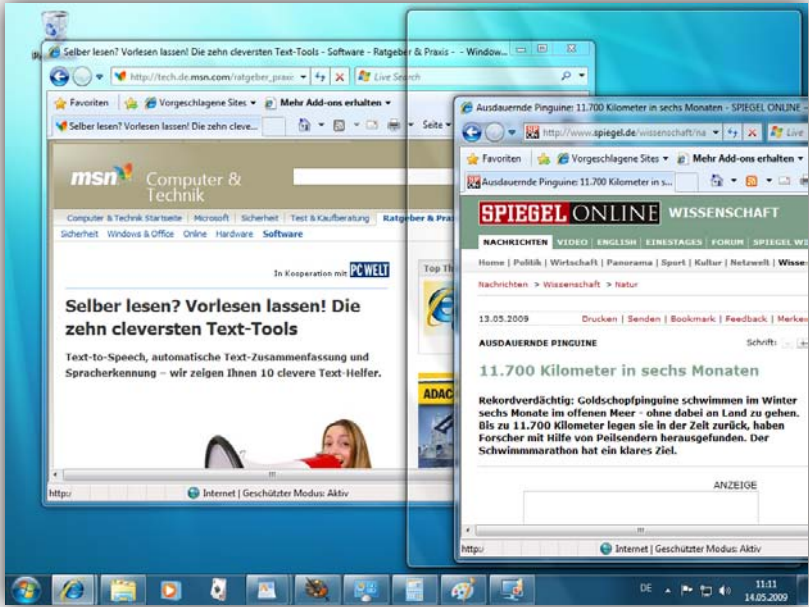 Selber lesen? Vorlesen lassen! Die zehn cleversten Text-Tools - Software - Ratgeber & Praxis - - Window...
http://tech.de.msn.com/ratgeber_praxis
Live Search
Favoriten
Vorgeschlagene Sites
Mehr Add-ons erhalten
Selber lesen? Vorlesen lassen! Die zehn cleve...
Seite
msn
Computer &
Technik
Computer & Technik Startseite | Microsoft | Sicherheit | Test & Kaufberatung | Ratgeber & Pra
Sicherheit Windows & Office Online Hardware Software
In Kooperation mit PC WELT
Top Th
Selber lesen? Vorlesen lassen! Die
zehn cleversten Text-Tools
Text-to-Speech, automatische Text-Zusammenfassung und
Spracherkennung – wir zeigen Ihnen 10 clevere Text-Helfer.
ADAC
http:/
Internet | Geschützter Modus: Aktiv
Ausdauernde Pinguine: 11.700 Kilometer in sechs Monaten - SPIEGEL ONLINE -
http://www.spiegel.de/wissenschaft/na
Live
Favoriten
Vorgeschlagene Sites
Mehr Add-ons erhalten
Ausdauernde Pinguine: 11.700 Kilometer in s...
SPIEGEL ONLINE WISSENSCHAFT
NACHRICHTEN VIDEO | ENGLISH | EINESTAGES | FORUM | SPIEGEL WI
Home | Politik | Wirtschaft | Panorama | Sport | Kultur | Netzwelt | Wisse
Nachrichten > Wissenschaft > Natur
13.05.2009
Drucken | Senden | Bookmark | Feedback | Merke
AUSDAUERNDE PINGUINE
Schrift: - +
11.700 Kilometer in sechs Monaten
Rekordverdächtig: Goldschopfpinguine schwimmen im Winter
sechs Monate im offenen Meer - ohne dabei an Land zu gehen.
Bis zu 11.700 Kilometer legen sie in der Zeit zurück, haben
Forscher mit Hilfe von Peilsendern herausgefunden. Der
Schwimmmarathon hat ein klares Ziel.
ANZEIGE
http:/
Internet | Geschützter Modus: Aktiv
DE
11:11
14.05.2009